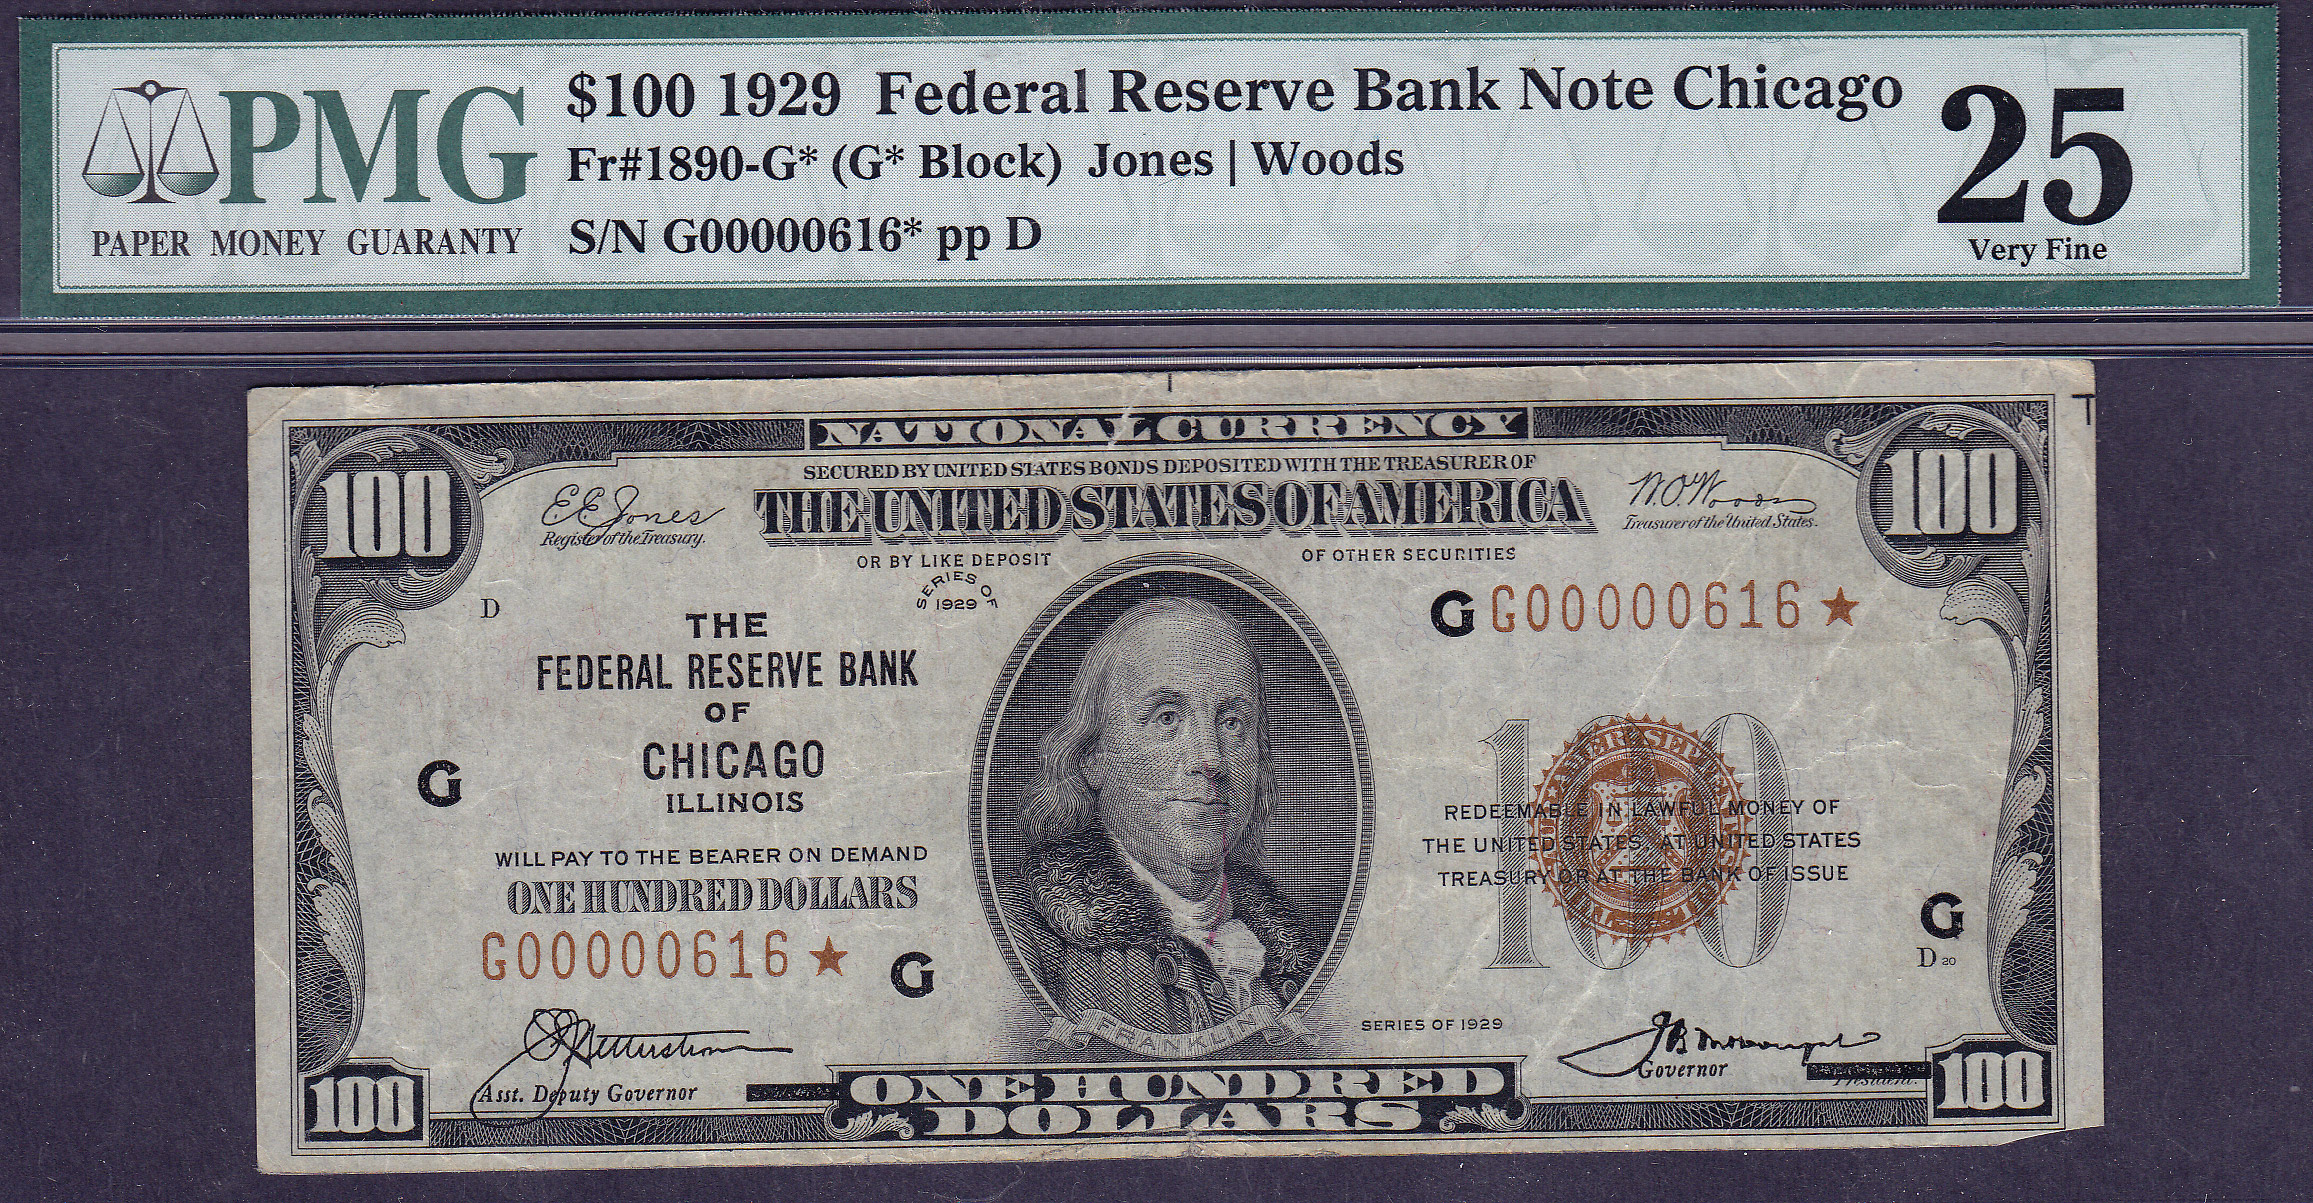 PMG
PAPER MONEY GUARANTY
$100 1929 Federal Reserve Bank Note Chicago
Fr#1890-G* (G* Block) Jones | Woods
S/N G00000616* pp D
25
Very Fine
NATIONAL CURRENCY
SECURED BY UNITED STATES BONDS DEPOSITED WITH THE TREASURER OF
THE UNITED STATES OF AMERICA
OR BY LIKE DEPOSIT OF OTHER SECURITIES
100
100
E E Jones
Register of the Treasury.
W.O. Woods
Treasurer of the United States.
T
SERIES OF
1929
D
G G00000616★
THE
FEDERAL RESERVE BANK
OF
CHICAGO
ILLINOIS
G
WILL PAY TO THE BEARER ON DEMAND
ONE HUNDRED DOLLARS
G00000616★
G
100
REDEEMABLE IN LAWFUL MONEY OF
THE UNITED STATES, AT UNITED STATES
TREASURY OR AT THE BANK OF ISSUE
G
D 20
FRANKLIN
SERIES OF 1929
Asst. Deputy Governor
Governor
President.
100
ONE HUNDRED
DOLLARS
100